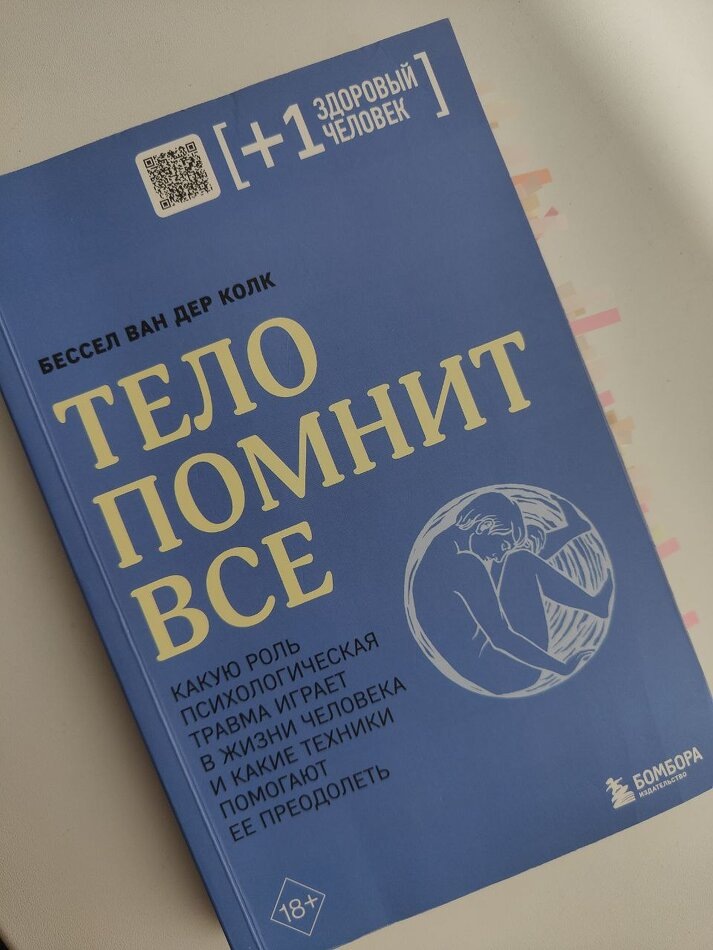 [+1 ЗДОРОВЫЙ
ЧЕЛОВЕК]
БЕССЕЛ ВАН ДЕР КОЛК
ТЕЛО
ПОМНИТ
ВСЕ
КАКУЮ РОЛЬ
ПСИХОЛОГИЧЕСКАЯ
ТРАВМА ИГРАЕТ
В ЖИЗНИ ЧЕЛОВЕКА
И КАКИЕ ТЕХНИКИ
ПОМОГАЮТ
ЕЕ ПРЕОДОЛЕТЬ
БОМБОРА
ИЗДАТЕЛЬСТВО
18+